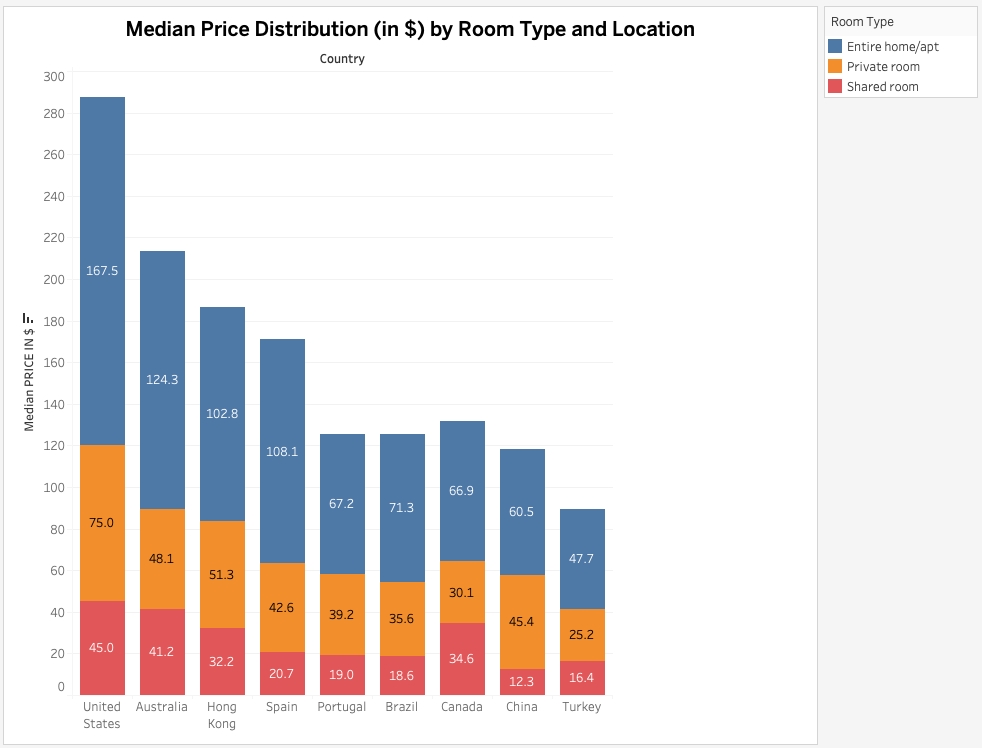 Median Price Distribution (in $) by Room Type and Location
Country
Median PRICE IN $
300
280
260
240
220
200
180
160
140
120
100
80
60
40
20
0
167.5
75.0
45.0
124.3
48.1
41.2
102.8
51.3
32.2
108.1
42.6
20.7
67.2
39.2
19.0
71.3
35.6
18.6
66.9
30.1
34.6
60.5
45.4
12.3
47.7
25.2
16.4
United
States
Australia
Hong
Kong
Spain
Portugal
Brazil
Canada
China
Turkey
Room Type
Entire home/apt
Private room
Shared room